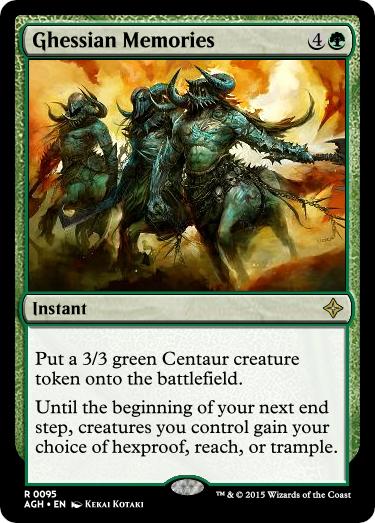 Ghessian Memories 4
Instant
Put a 3/3 green Centaur creature
token onto the battlefield.
Until the beginning of your next end
step, creatures you control gain your
choice of hexproof, reach, or trample.
R 0095
AGH • EN Kekai Kotaki
™ & © 2015 Wizards of the Coast